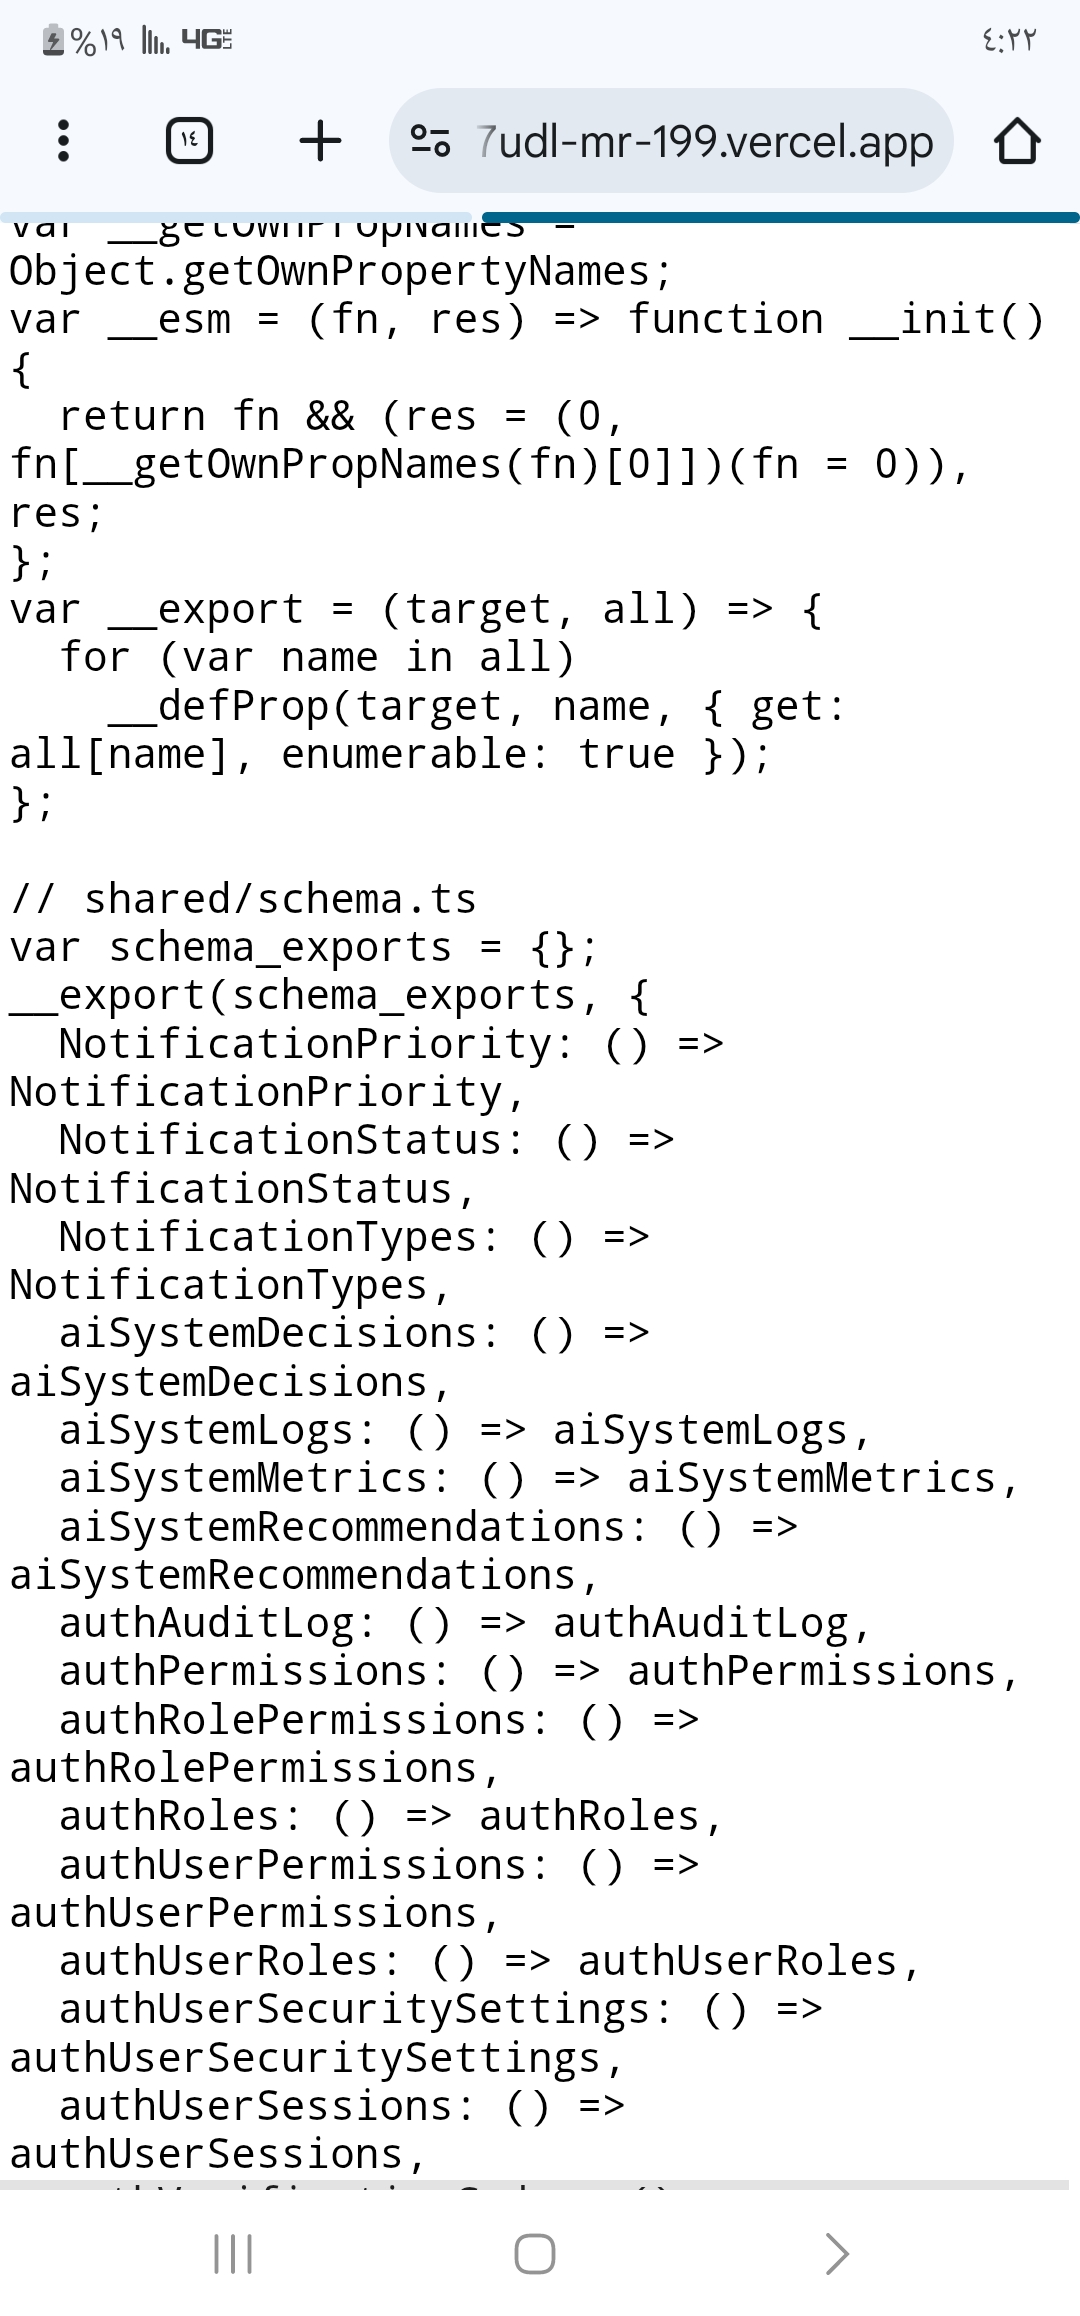 %١٩ 4G LTE ٤:٢٢
١٤ 7udl-mr-199.vercel.app
var __getOwnPropNames =
Object.getOwnPropertyNames;
var __esm = (fn, res) => function __init()
{
  return fn && (res = (0,
fn[__getOwnPropNames(fn)[0]])(fn = 0)),
res;
};
var __export = (target, all) => {
  for (var name in all)
    __defProp(target, name, { get:
all[name], enumerable: true });
};

// shared/schema.ts
var schema_exports = {};
__export(schema_exports, {
  NotificationPriority: () =>
NotificationPriority,
  NotificationStatus: () =>
NotificationStatus,
  NotificationTypes: () =>
NotificationTypes,
  aiSystemDecisions: () =>
aiSystemDecisions,
  aiSystemLogs: () => aiSystemLogs,
  aiSystemMetrics: () => aiSystemMetrics,
  aiSystemRecommendations: () =>
aiSystemRecommendations,
  authAuditLog: () => authAuditLog,
  authPermissions: () => authPermissions,
  authRolePermissions: () =>
authRolePermissions,
  authRoles: () => authRoles,
  authUserPermissions: () =>
authUserPermissions,
  authUserRoles: () => authUserRoles,
  authUserSecuritySettings: () =>
authUserSecuritySettings,
  authUserSessions: () =>
authUserSessions,